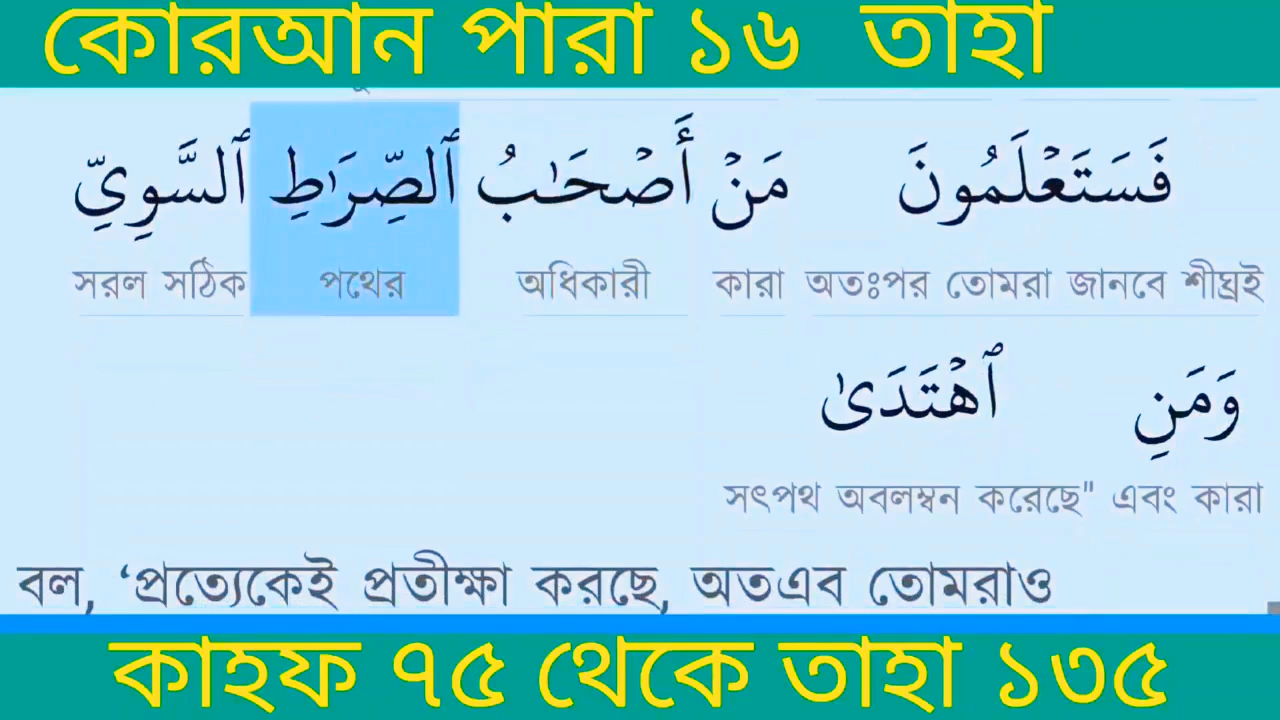 কোরআন পারা ১৬ তাহা
فَسَتَعۡلَمُونَ مَنۡ أَصۡحَٰبُ ٱلصِّرَٰطِ ٱلسَّوِيِّ
সরল সঠিক পথের অধিকারী কারা অতঃপর তোমরা জানবে শীঘ্রই
وَمَنِ ٱهۡتَدَىٰ
সৎপথ অবলম্বন করেছে" এবং কারা
বল, ‘প্রত্যেকেই প্রতীক্ষা করছে, অতএব তোমরাও
কাহফ ৭৫ থেকে তাহা ১৩৫